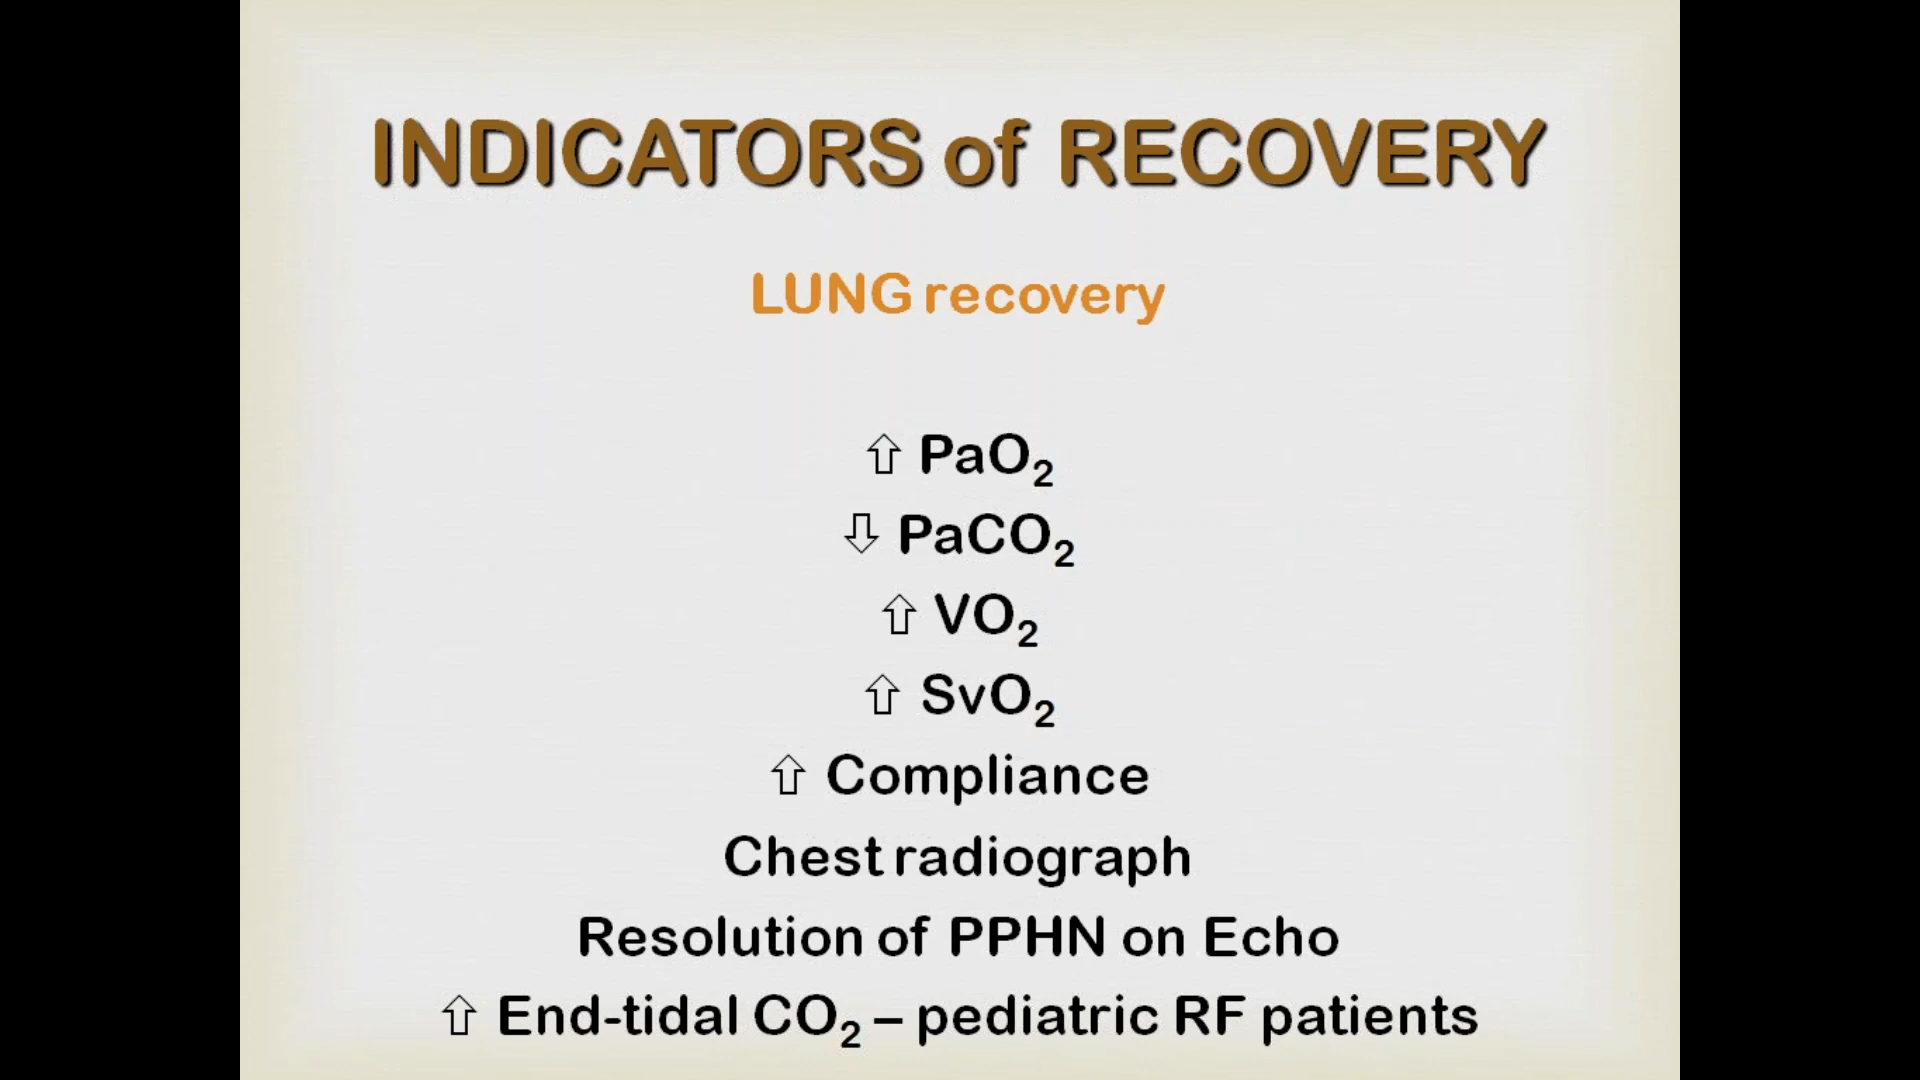 INDICATORS of RECOVERY
LUNG recovery
⇧ PaO₂
⇩ PaCO₂
⇧ VO₂
⇧ SvO₂
⇧ Compliance
Chest radiograph
Resolution of PPHN on Echo
⇧ End-tidal CO₂ – pediatric RF patients